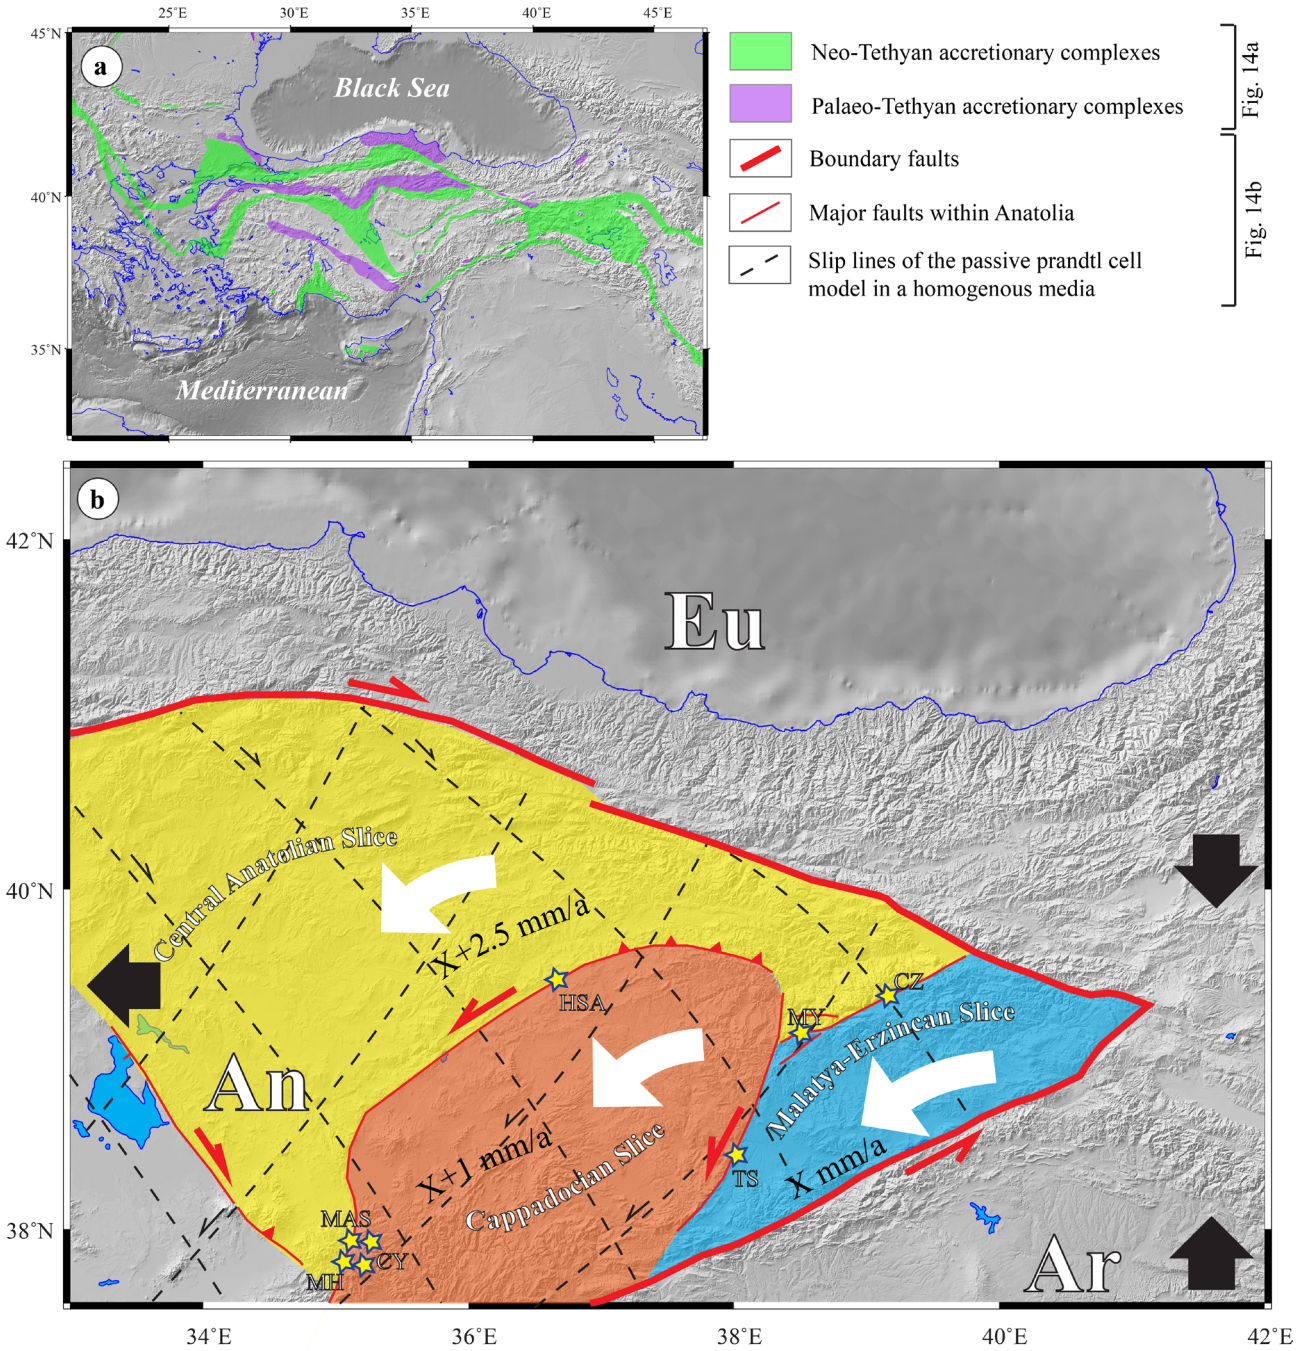 25˚E 30˚E 35˚E 40˚E 45˚E
45˚N
a
Black Sea
40˚N
35˚N
Mediterranean
Neo-Tethyan accretionary complexes
Palaeo-Tethyan accretionary complexes
Fig. 14a
Boundary faults
Major faults within Anatolia
Slip lines of the passive prandtl cell
model in a homogenous media
Fig. 14b
b
42˚N
Eu
Central Anatolian Slice
40˚N
X+2.5 mm/a
HSA
CZ
MY
Malatya-Erzincan Slice
An
X+1 mm/a
Cappadocian Slice
X mm/a
TS
38˚N
MAS
CY
MH
Ar
34˚E 36˚E 38˚E 40˚E 42˚E